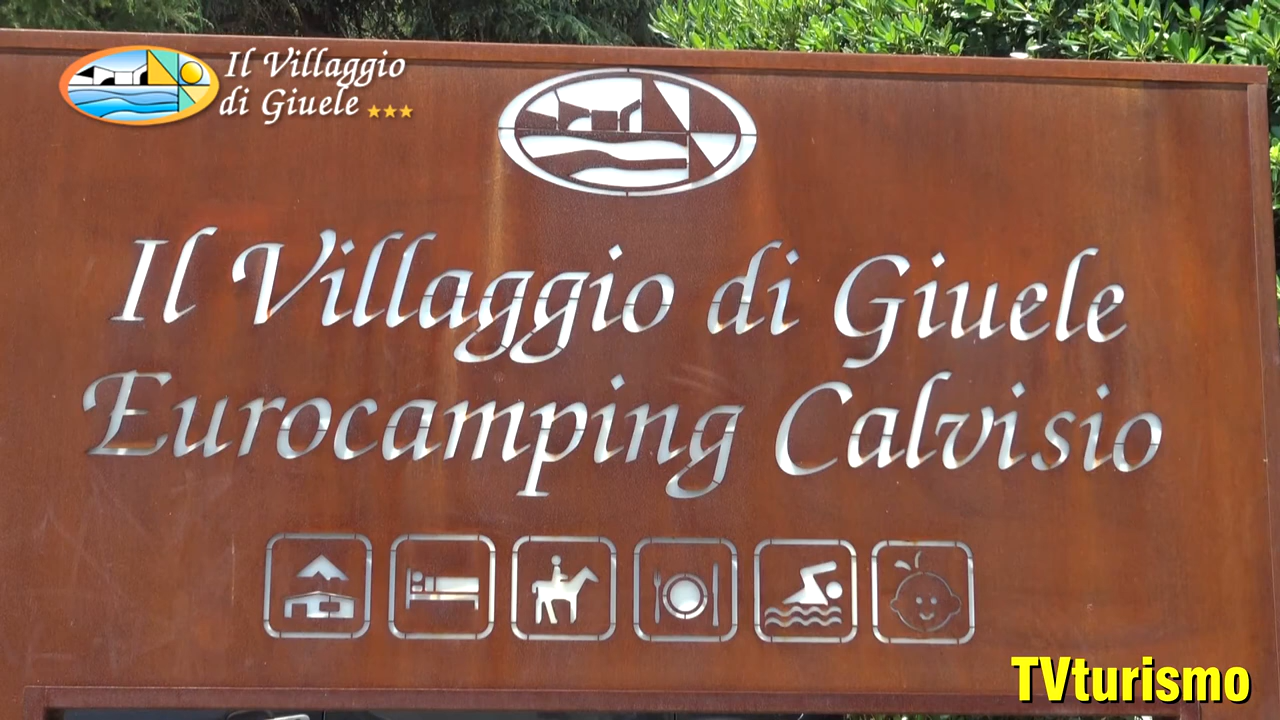 Il Villaggio
di Giuele
Il Villaggio di Giuele
Eurocamping Calvisio
TVturismo